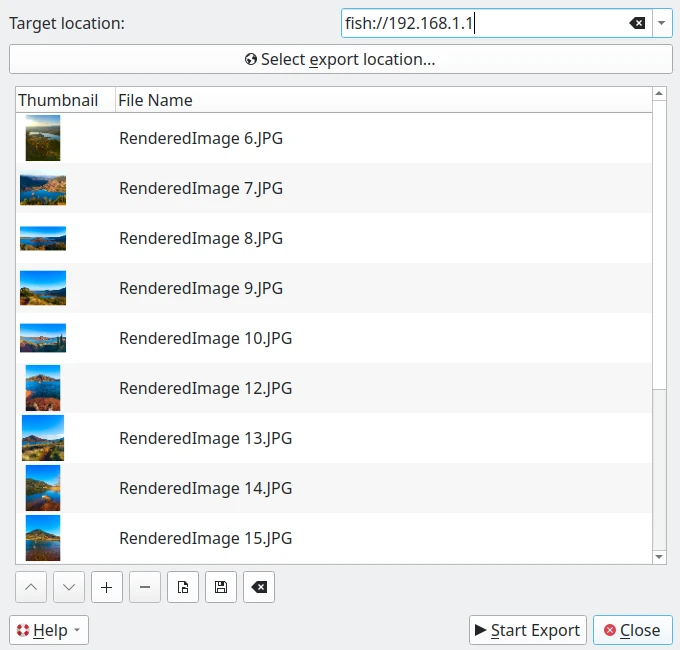 Target location: fish://192.168.1.1
Select export location...
Thumbnail File Name
RenderedImage 6.JPG
RenderedImage 7.JPG
RenderedImage 8.JPG
RenderedImage 9.JPG
RenderedImage 10.JPG
RenderedImage 12.JPG
RenderedImage 13.JPG
RenderedImage 14.JPG
RenderedImage 15.JPG
Help Start Export Close